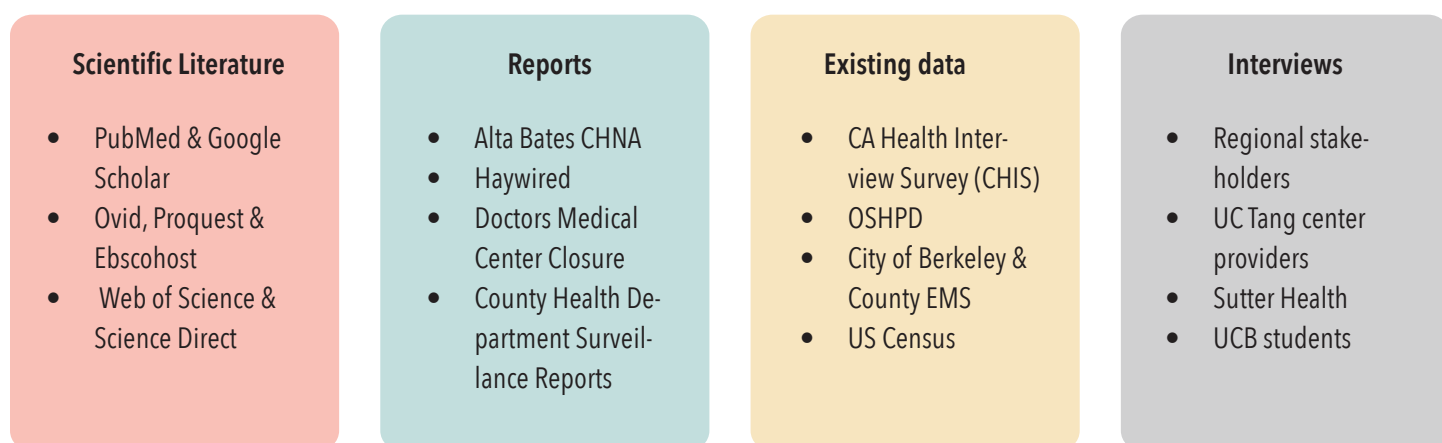 Scientific Literature
• PubMed & Google
Scholar
• Ovid, Proquest &
Ebscohost
• Web of Science &
Science Direct
Reports
• Alta Bates CHNA
• Haywired
• Doctors Medical
Center Closure
• County Health De-
partment Surveil-
lance Reports
Existing data
• CA Health Inter-
view Survey (CHIS)
• OSHPD
• City of Berkeley &
County EMS
• US Census
Interviews
• Regional stake-
holders
• UC Tang center
providers
• Sutter Health
• UCB students